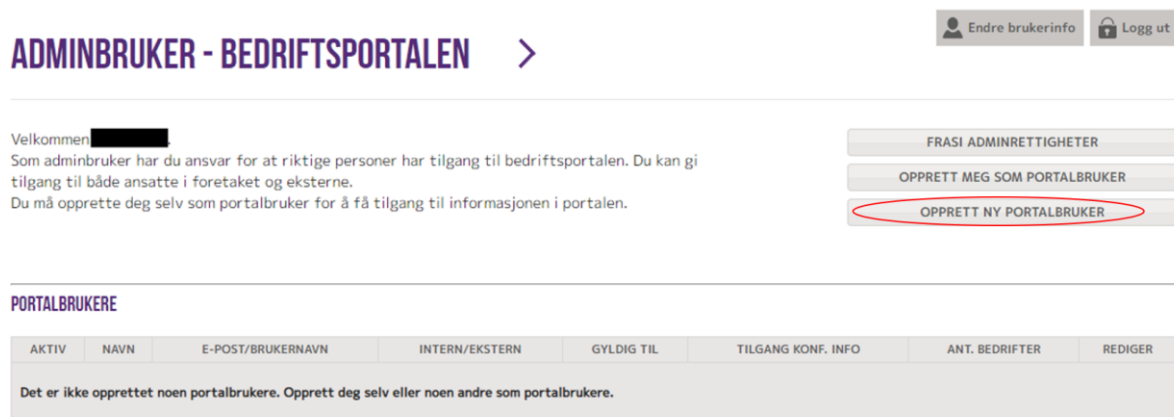 Endre brukerinfo
Logg ut
ADMINBRUKER - BEDRIFTSPORTALEN >
Velkommen .
Som adminbruker har du ansvar for at riktige personer har tilgang til bedriftsportalen. Du kan gi
tilgang til både ansatte i foretaket og eksterne.
Du må opprette deg selv som portalbruker for å få tilgang til informasjonen i portalen.
FRASI ADMINRETTIGHETER
OPPRETT MEG SOM PORTALBRUKER
OPPRETT NY PORTALBRUKER
PORTALBRUKERE
AKTIV NAVN E-POST/BRUKERNAVN INTERN/EKSTERN GYLDIG TIL TILGANG KONF. INFO ANT. BEDRIFTER REDIGER
Det er ikke opprettet noen portalbrukere. Opprett deg selv eller noen andre som portalbrukere.